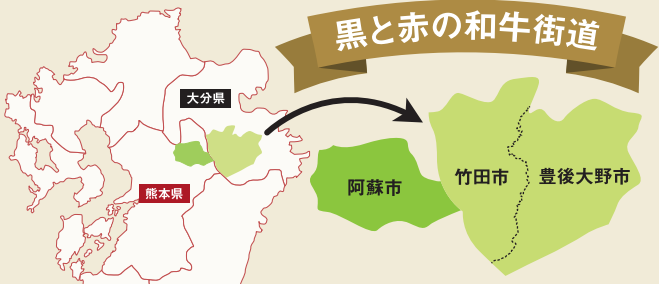 黒と赤の和牛街道
大分県
熊本県
阿蘇市
竹田市
豊後大野市